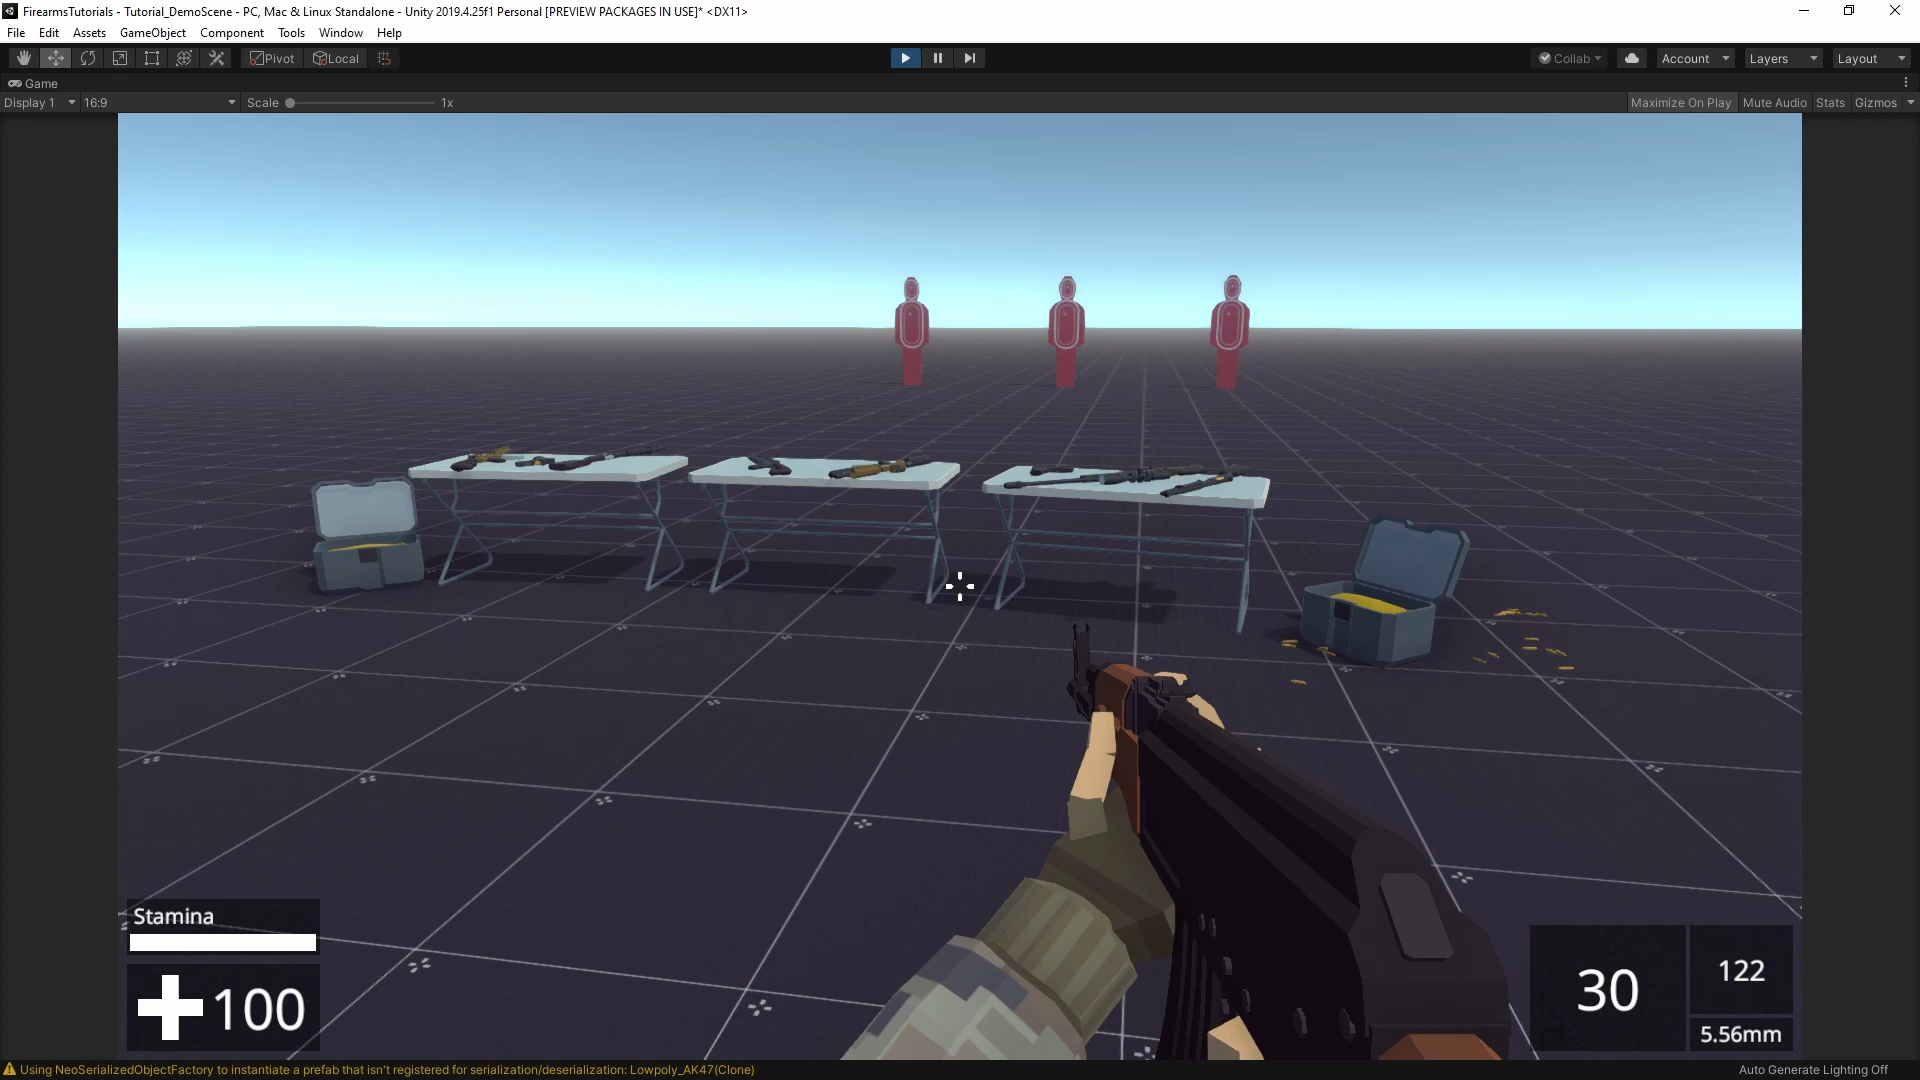 FirearmsTutorials - Tutorial_DemoScene - PC, Mac & Linux Standalone - Unity 2019.4.25f1 Personal [PREVIEW PACKAGES IN USE]* <DX11>
File Edit Assets GameObject Component Tools Window Help
Pivot Local Collab Account Layers Layout
Game
Display 1 16:9 Scale 1x Maximize On Play Mute Audio Stats Gizmos
Stamina
100
30
122
5.56mm
Using NeoSerializedObjectFactory to instantiate a prefab that isn't registered for serialization/deserialization: Lowpoly_AK47(Clone)
Auto Generate Lighting Off